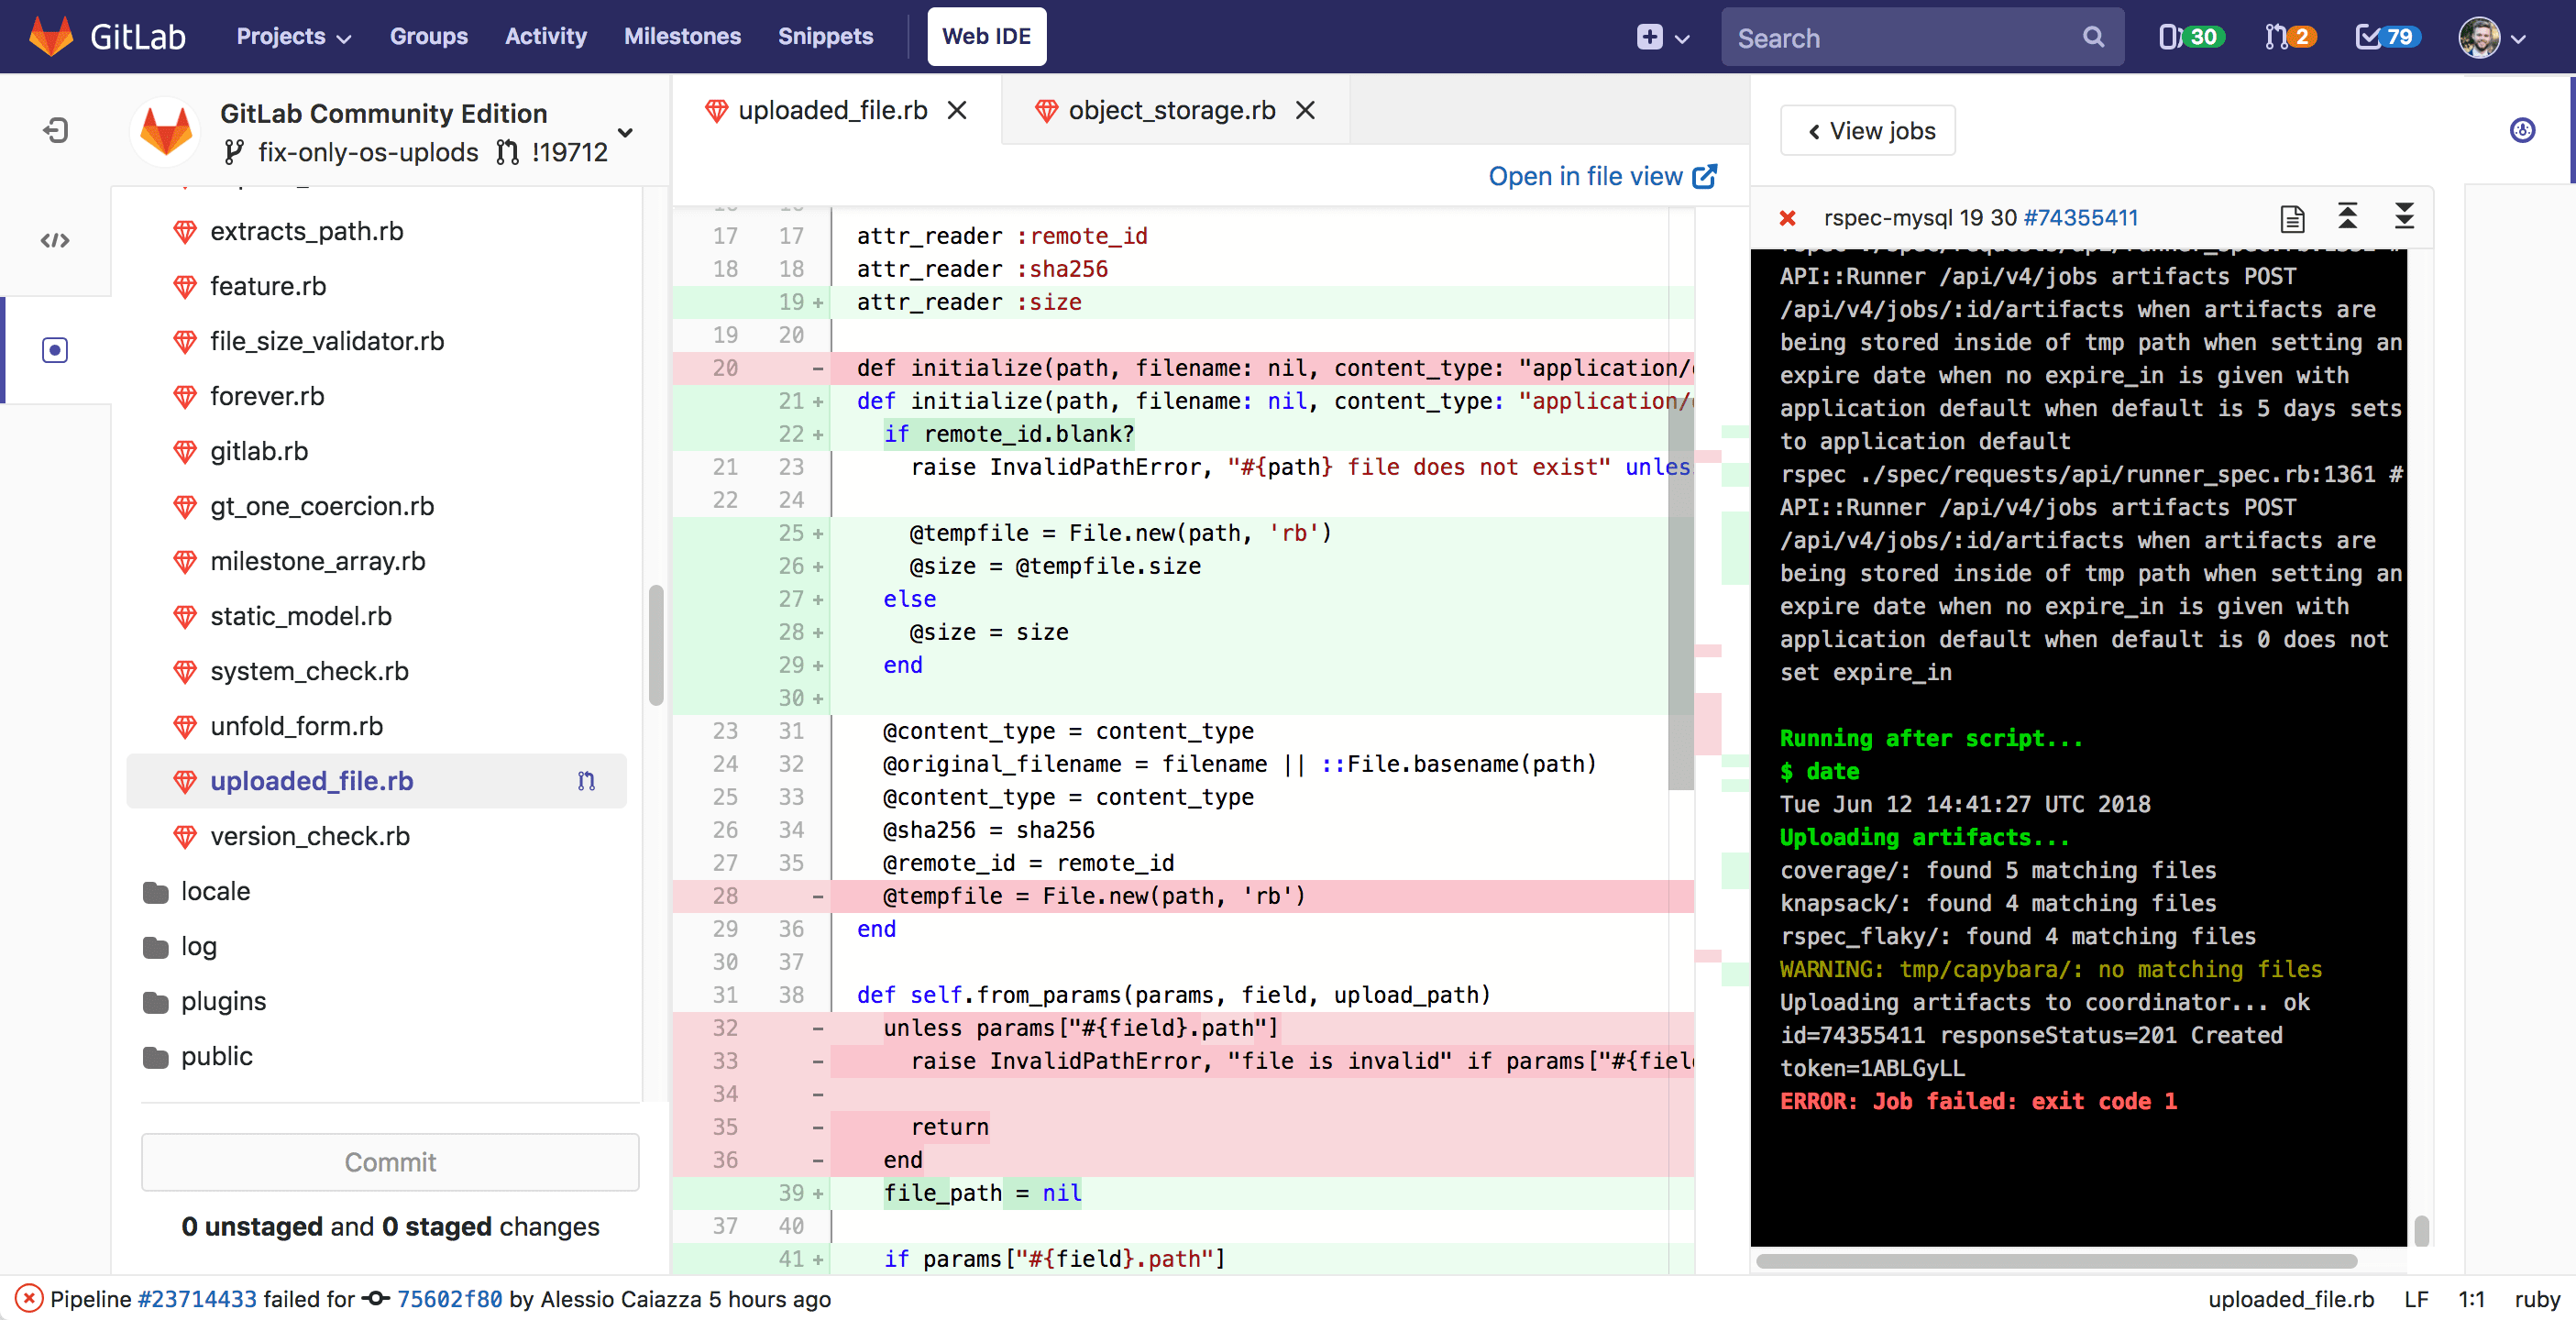 GitLab
Projects
Groups
Activity
Milestones
Snippets
Web IDE
Search
30
2
79
GitLab Community Edition
fix-only-os-uplods !19712
extracts_path.rb
feature.rb
file_size_validator.rb
forever.rb
gitlab.rb
gt_one_coercion.rb
milestone_array.rb
static_model.rb
system_check.rb
unfold_form.rb
uploaded_file.rb
version_check.rb
locale
log
plugins
public
Commit
0 unstaged and 0 staged changes
uploaded_file.rb
object_storage.rb
Open in file view
17 17 attr_reader :remote_id
18 18 attr_reader :sha256
19 + attr_reader :size
19 20
20 - def initialize(path, filename: nil, content_type: "application/
21 + def initialize(path, filename: nil, content_type: "application/
22 + if remote_id.blank?
21 23 raise InvalidPathError, "#{path} file does not exist" unles
22 24
25 + @tempfile = File.new(path, 'rb')
26 + @size = @tempfile.size
27 + else
28 + @size = size
29 + end
30 +
23 31 @content_type = content_type
24 32 @original_filename = filename || ::File.basename(path)
25 33 @content_type = content_type
26 34 @sha256 = sha256
27 35 @remote_id = remote_id
28 - @tempfile = File.new(path, 'rb')
29 36 end
30 37
31 38 def self.from_params(params, field, upload_path)
32 - unless params["#{field}.path"]
33 - raise InvalidPathError, "file is invalid" if params["#{fiel
34 -
35 - return
36 - end
39 + file_path = nil
37 40
41 + if params["#{field}.path"]
View jobs
rspec-mysql 19 30 #74355411
API::Runner /api/v4/jobs artifacts POST
/api/v4/jobs/:id/artifacts when artifacts are
being stored inside of tmp path when setting an
expire date when no expire_in is given with
application default when default is 5 days sets
to application default
rspec ./spec/requests/api/runner_spec.rb:1361 #
API::Runner /api/v4/jobs artifacts POST
/api/v4/jobs/:id/artifacts when artifacts are
being stored inside of tmp path when setting an
expire date when no expire_in is given with
application default when default is 0 does not
set expire_in
Running after script...
$ date
Tue Jun 12 14:41:27 UTC 2018
Uploading artifacts...
coverage/: found 5 matching files
knapsack/: found 4 matching files
rspec_flaky/: found 4 matching files
WARNING: tmp/capybara/: no matching files
Uploading artifacts to coordinator... ok
id=74355411 responseStatus=201 Created
token=1ABLGyLL
ERROR: Job failed: exit code 1
Pipeline #23714433 failed for 75602f80 by Alessio Caiazza 5 hours ago
uploaded_file.rb LF 1:1 ruby